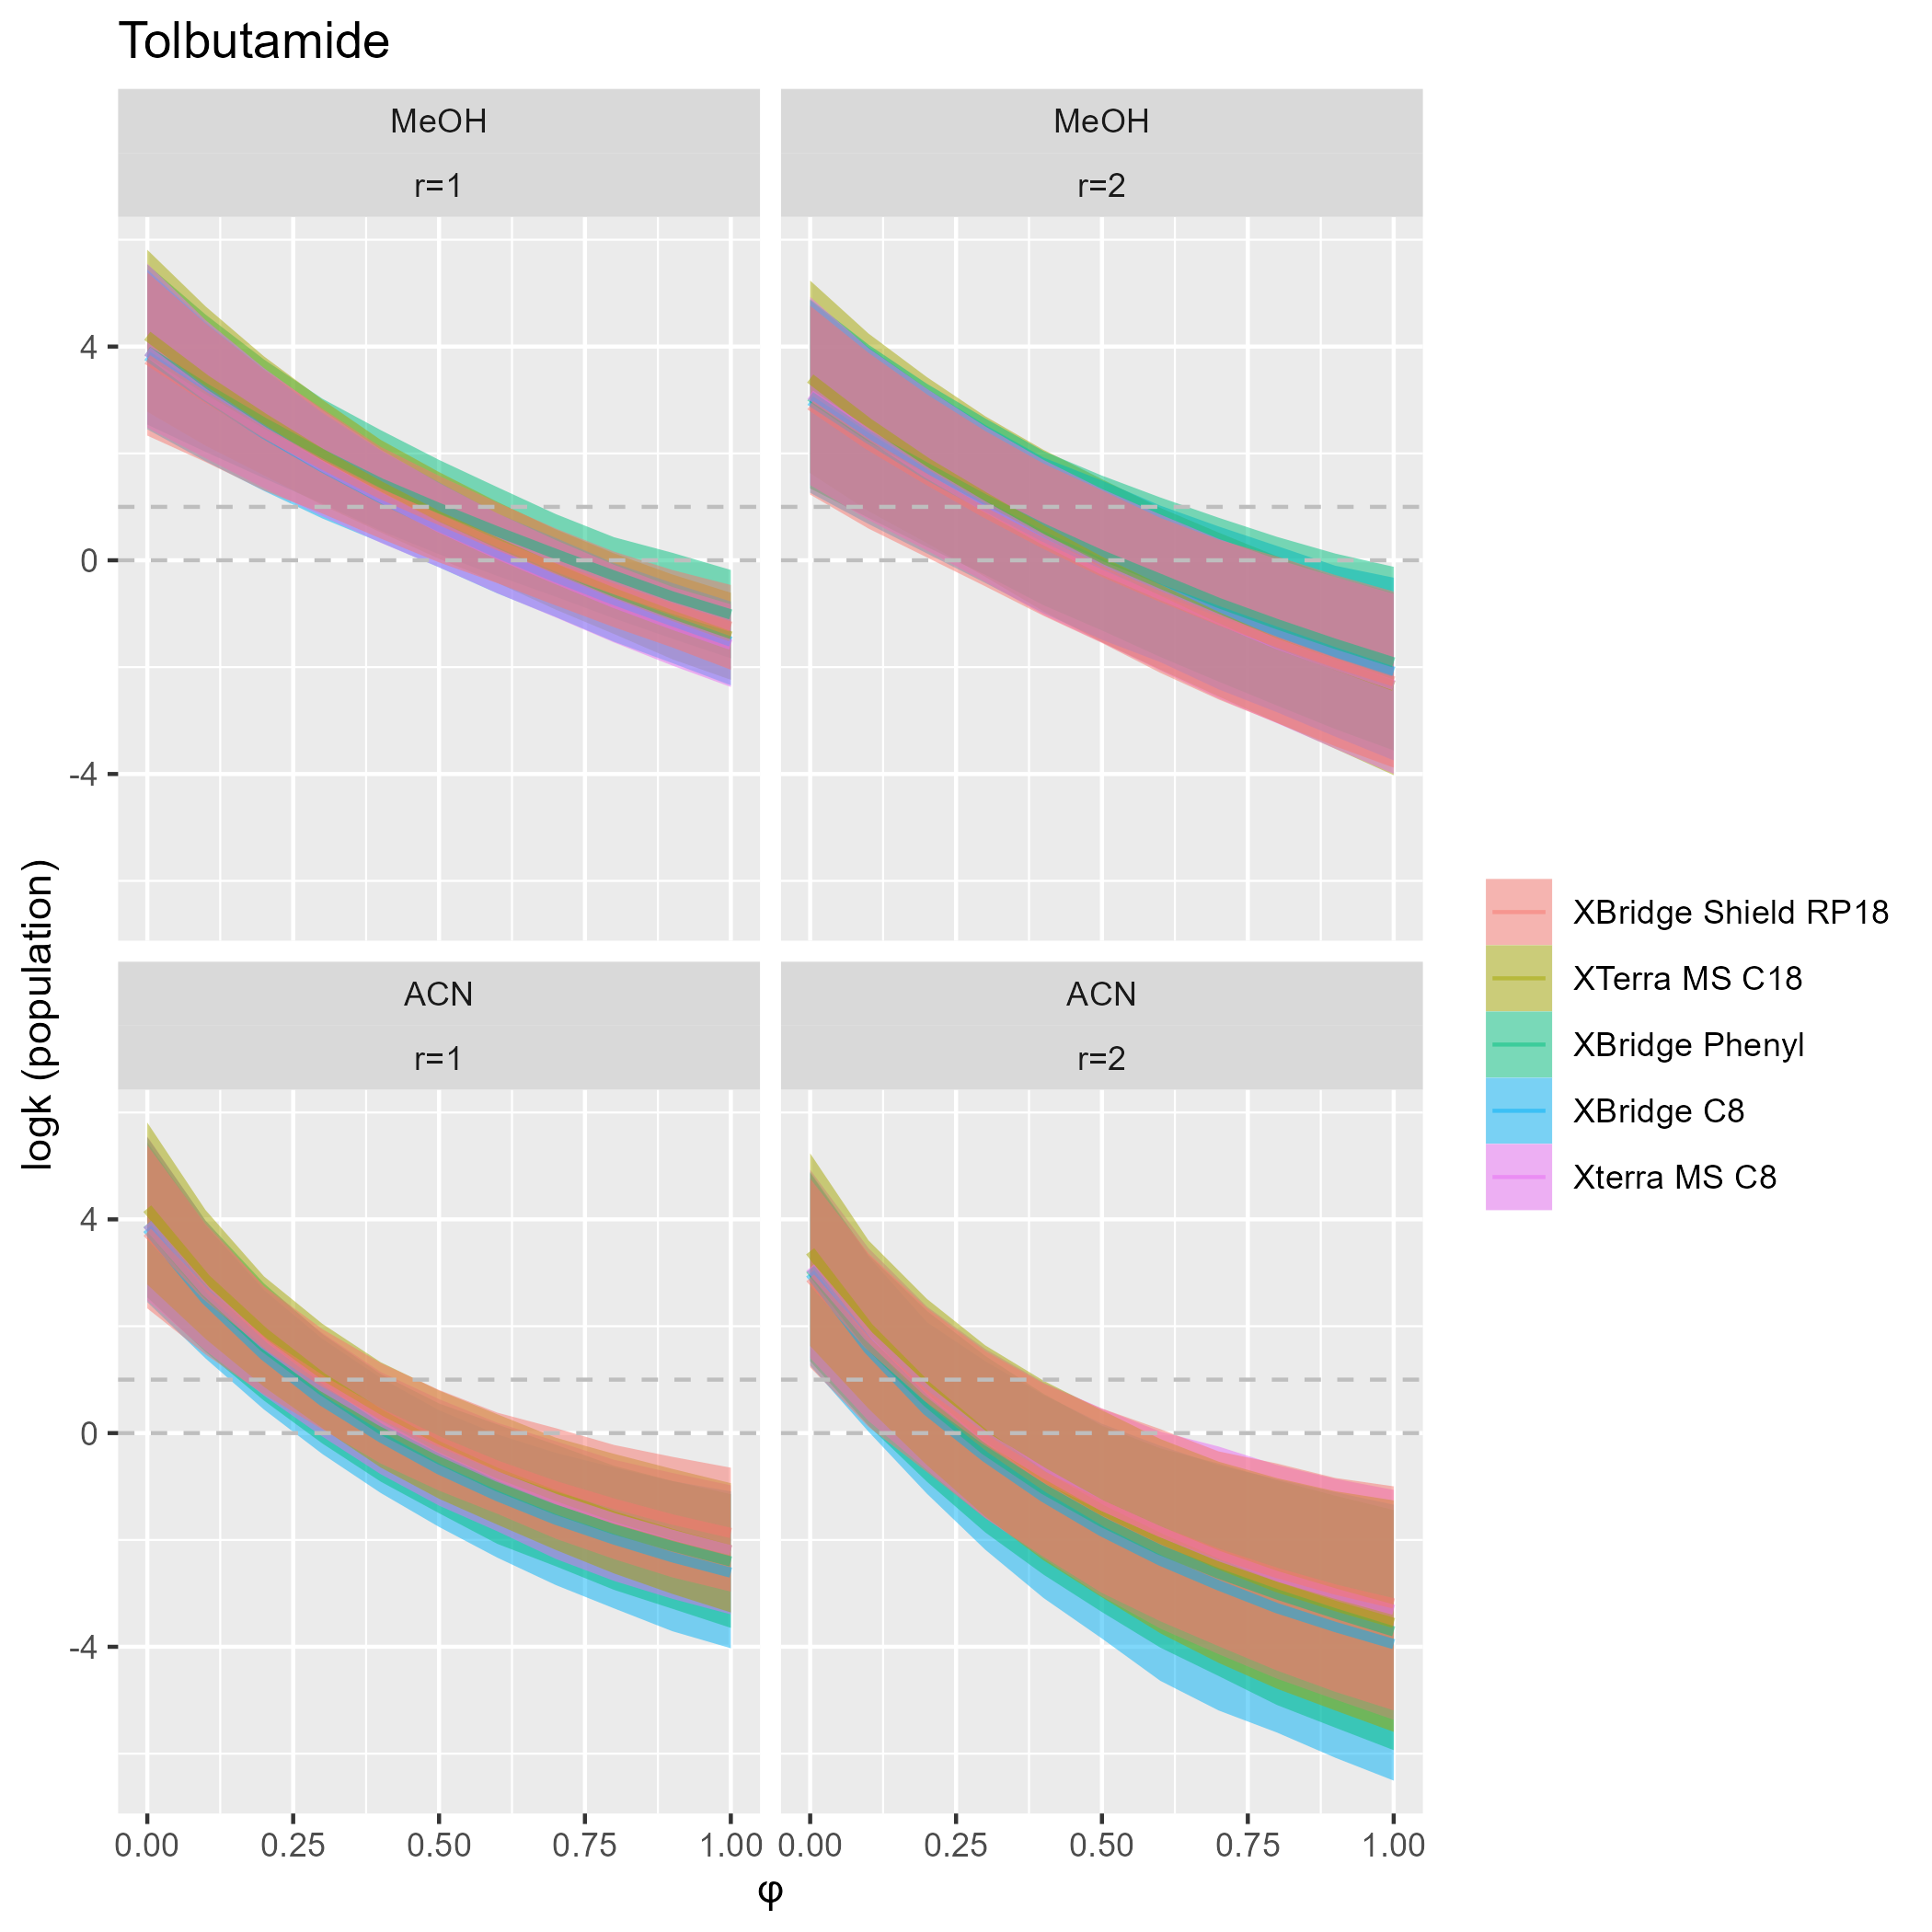 Tolbutamide
MeOH
MeOH
r=1
r=2
4
0
-4
ACN
ACN
r=1
r=2
4
0
-4
0.00 0.25 0.50 0.75 1.00
0.00 0.25 0.50 0.75 1.00
φ
logk (population)
XBridge Shield RP18
XTerra MS C18
XBridge Phenyl
XBridge C8
Xterra MS C8